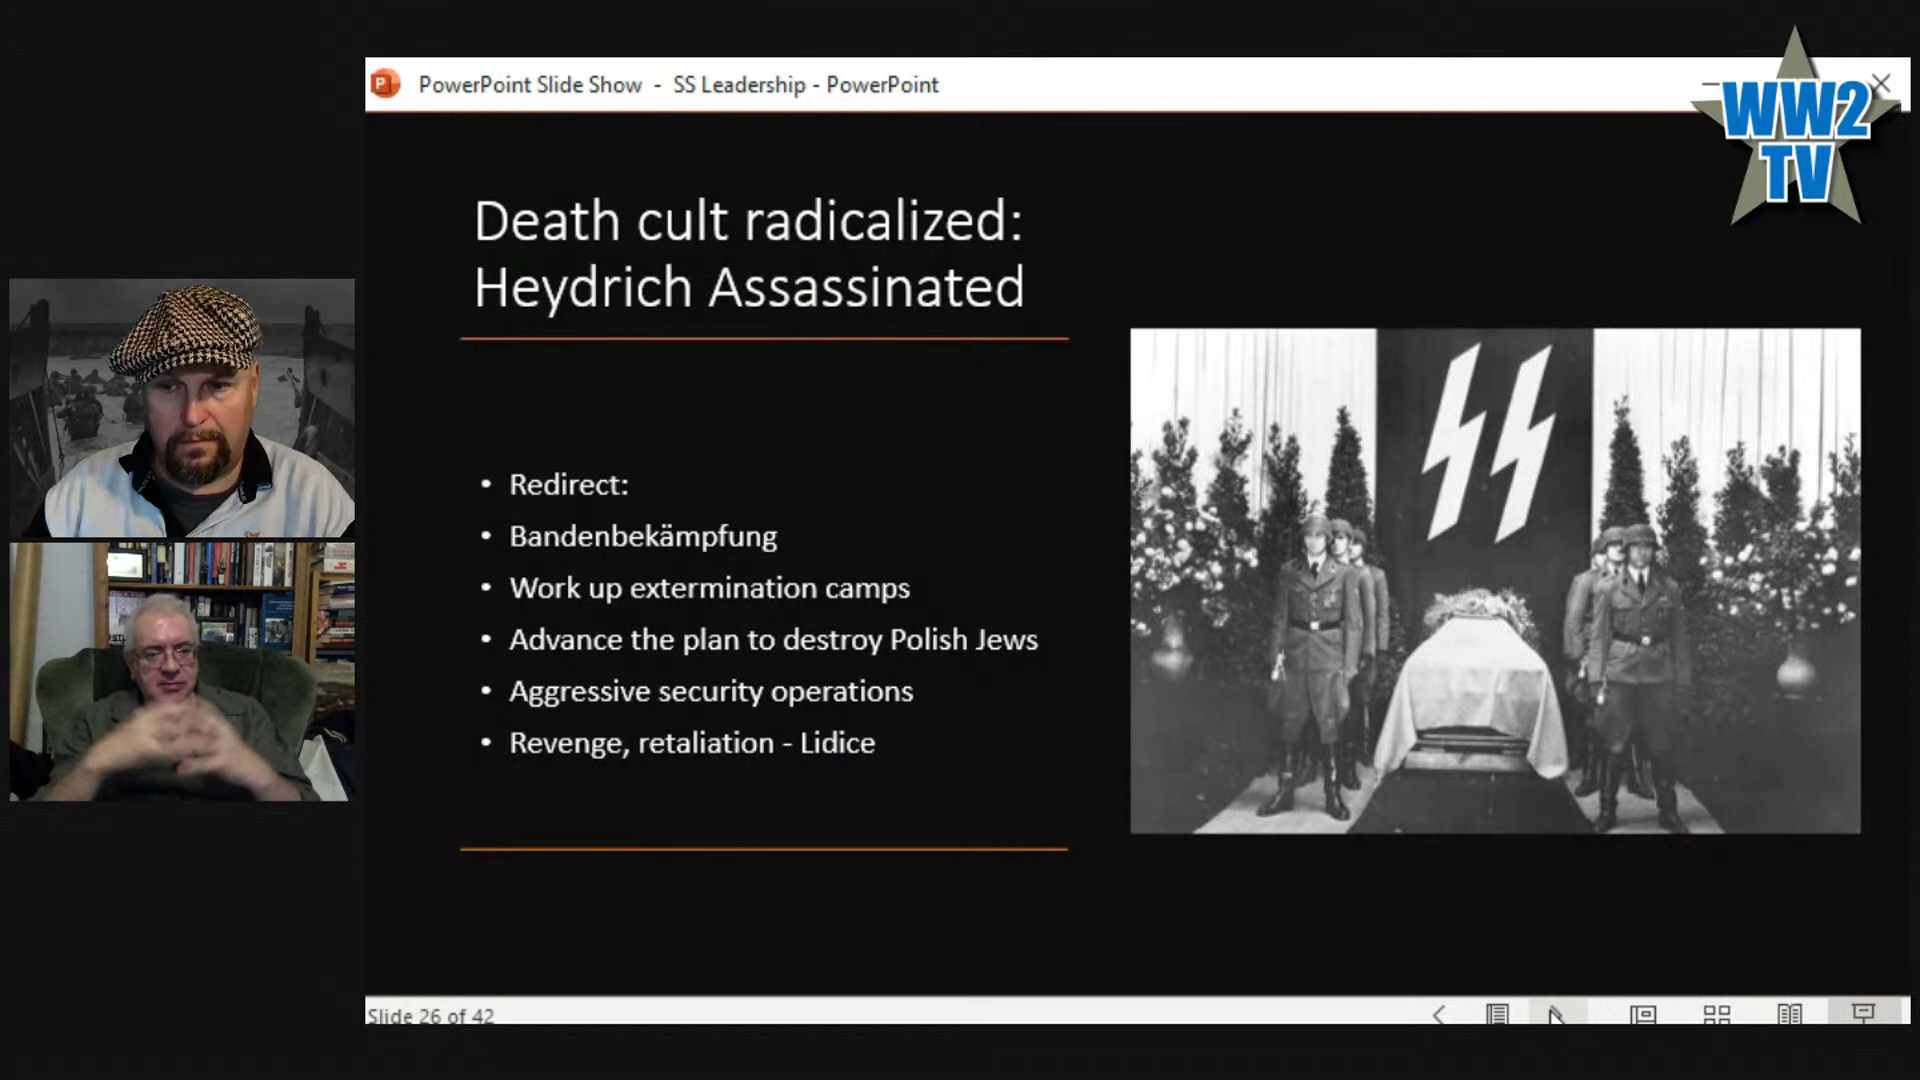 PowerPoint Slide Show - SS Leadership - PowerPoint
WW2
TV
Death cult radicalized:
Heydrich Assassinated
• Redirect:
• Bandenbekämpfung
• Work up extermination camps
• Advance the plan to destroy Polish Jews
• Aggressive security operations
• Revenge, retaliation - Lidice
Slide 26 of 42